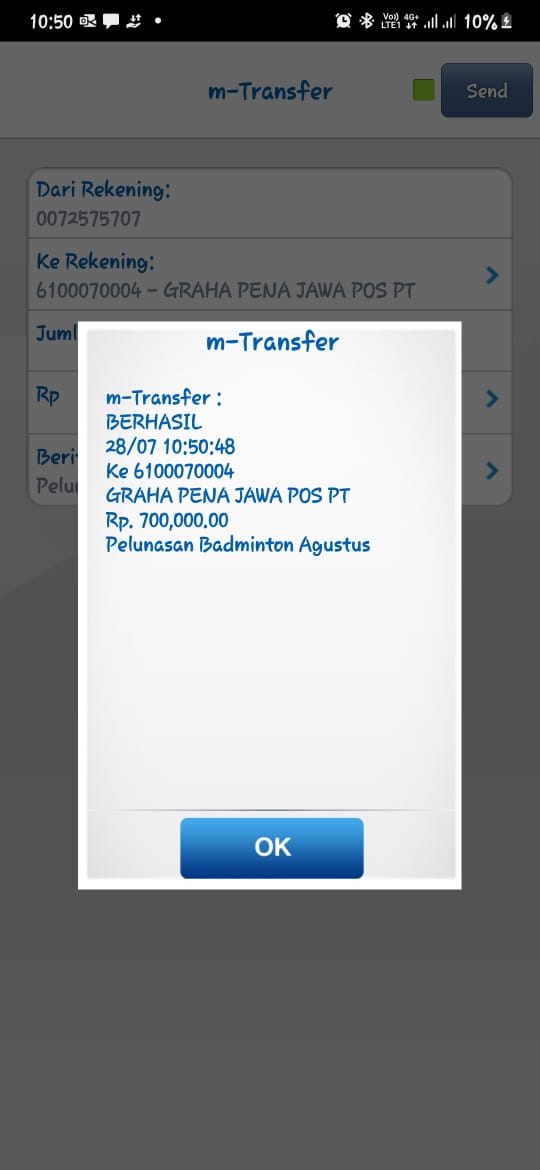 10:50
Vo)) 4G+
LTE1
10%
m-Transfer
Send
Dari Rekening:
0072575707
Ke Rekening:
6100070004 - GRAHA PENA JAWA POS PT
Juml
Rp
Beri
Pelu
m-Transfer
m-Transfer :
BERHASIL
28/07 10:50:48
Ke 6100070004
GRAHA PENA JAWA POS PT
Rp. 700,000.00
Pelunasan Badminton Agustus
OK